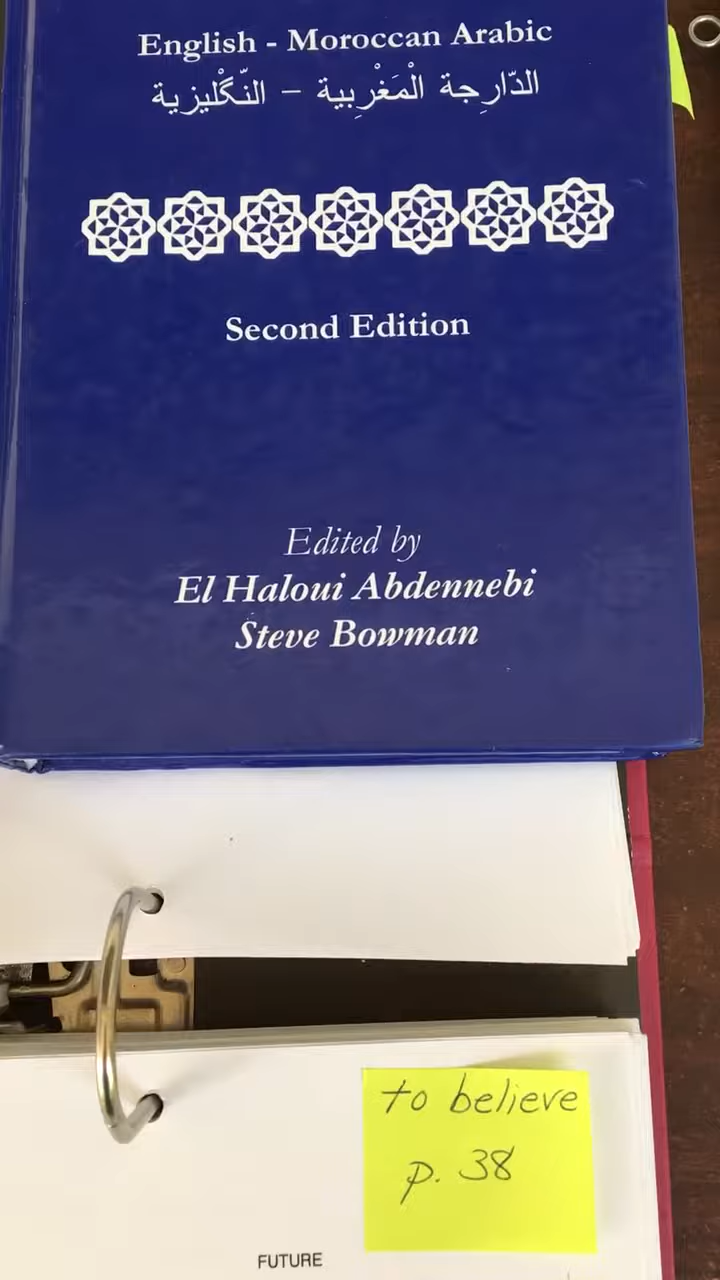 English - Moroccan Arabic
الدّارِجة الْمَغْرِبية – النّݣْليزية
Second Edition
Edited by
El Haloui Abdennebi
Steve Bowman
to believe
p. 38
FUTURE